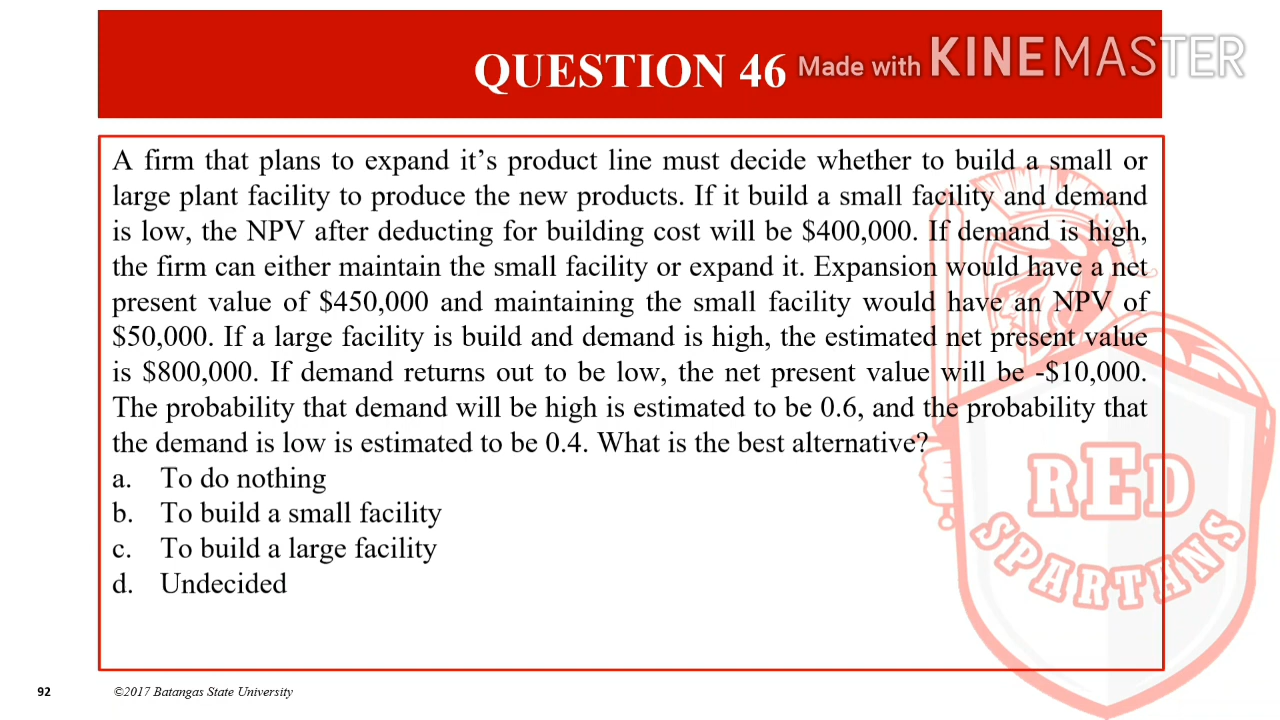 QUESTION 46
Made with KINEMASTER
A firm that plans to expand it’s product line must decide whether to build a small or
large plant facility to produce the new products. If it build a small facility and demand
is low, the NPV after deducting for building cost will be $400,000. If demand is high,
the firm can either maintain the small facility or expand it. Expansion would have a net
present value of $450,000 and maintaining the small facility would have an NPV of
$50,000. If a large facility is build and demand is high, the estimated net present value
is $800,000. If demand returns out to be low, the net present value will be -$10,000.
The probability that demand will be high is estimated to be 0.6, and the probability that
the demand is low is estimated to be 0.4. What is the best alternative?
a. To do nothing
b. To build a small facility
c. To build a large facility
d. Undecided
RED
SPARTANS
92 ©2017 Batangas State University